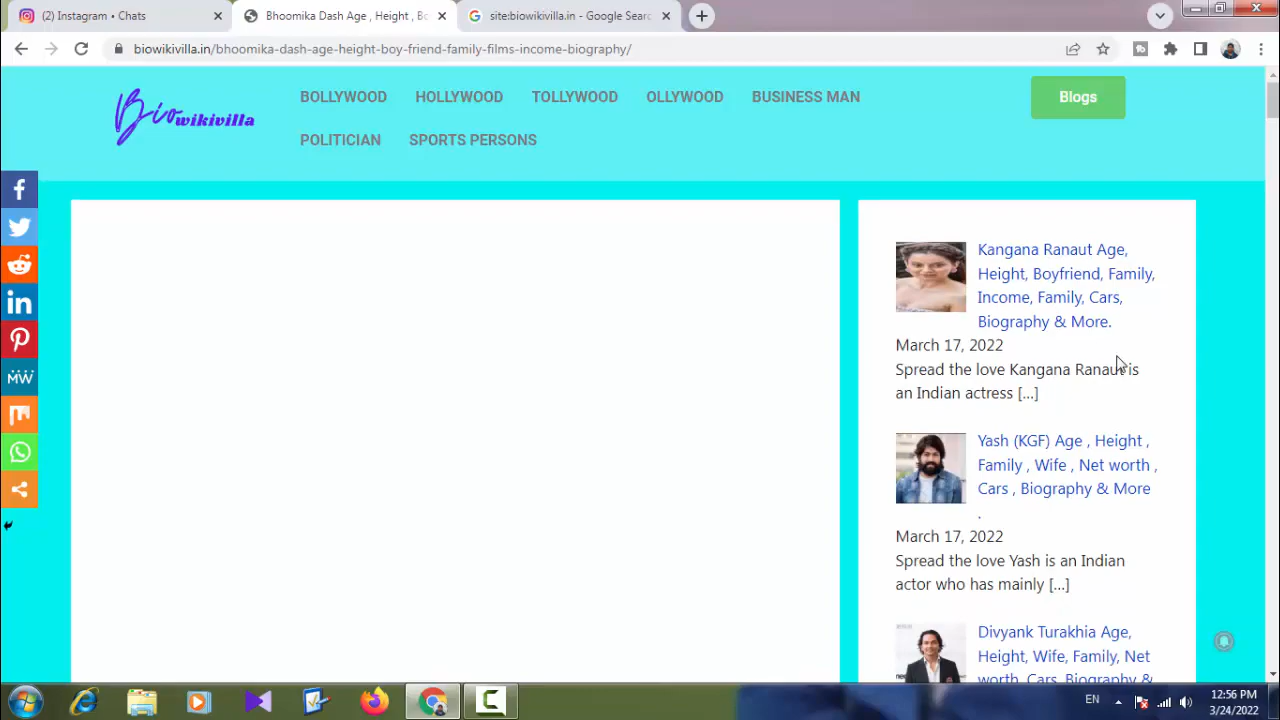 (2) Instagram • Chats
Bhoomika Dash Age , Height , Bo
site:biowikivilla.in - Google Sear
biowikivilla.in/bhoomika-dash-age-height-boy-friend-family-films-income-biography/
Biowikivilla
BOLLYWOOD HOLLYWOOD TOLLYWOOD OLLYWOOD BUSINESS MAN
POLITICIAN SPORTS PERSONS
Blogs
Kangana Ranaut Age,
Height, Boyfriend, Family,
Income, Family, Cars,
Biography & More.
March 17, 2022
Spread the love Kangana Ranaut is
an Indian actress [...]
Yash (KGF) Age , Height ,
Family , Wife , Net worth ,
Cars , Biography & More
.
March 17, 2022
Spread the love Yash is an Indian
actor who has mainly [...]
Divyank Turakhia Age,
Height, Wife, Family, Net
worth, Cars, Biography &
EN
12:56 PM
3/24/2022